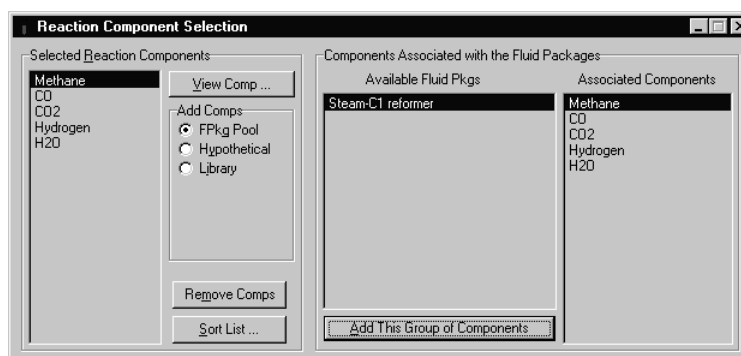 Reaction Component Selection
Selected Reaction Components
Methane
CO
CO2
Hydrogen
H2O
View Comp ...
Add Comps
FPkg Pool
Hypothetical
Library
Remove Comps
Sort List ...
Components Associated with the Fluid Packages
Available Fluid Pkgs
Steam-C1 reformer
Add This Group of Components
Associated Components
Methane
CO
CO2
Hydrogen
H2O